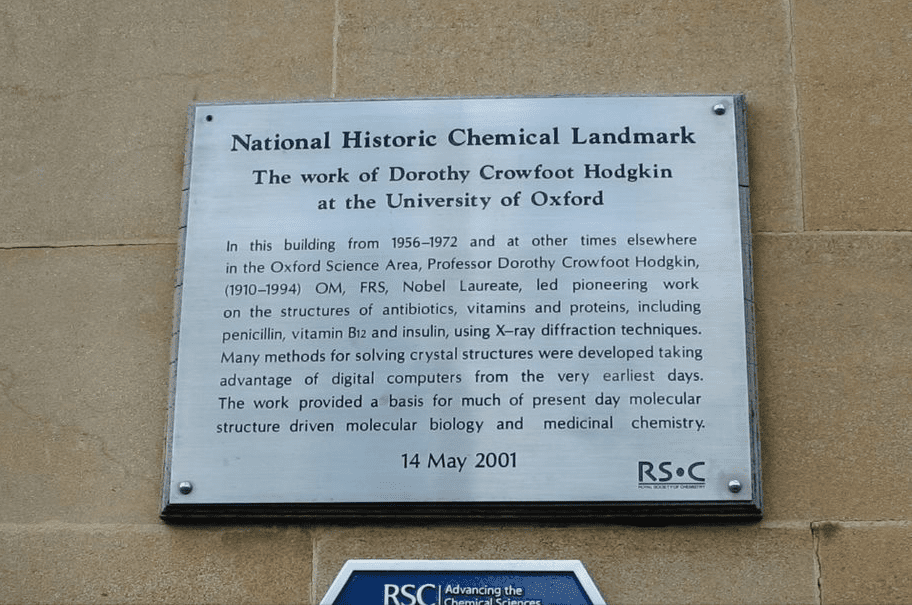 National Historic Chemical Landmark
The work of Dorothy Crowfoot Hodgkin
at the University of Oxford
In this building from 1956–1972 and at other times elsewhere
in the Oxford Science Area, Professor Dorothy Crowfoot Hodgkin,
(1910–1994) OM, FRS, Nobel Laureate, led pioneering work
on the structures of antibiotics, vitamins and proteins, including
penicillin, vitamin B12 and insulin, using X–ray diffraction techniques.
Many methods for solving crystal structures were developed taking
advantage of digital computers from the very earliest days.
The work provided a basis for much of present day molecular
structure driven molecular biology and medicinal chemistry.
14 May 2001
RS•C
ROYAL SOCIETY OF CHEMISTRY
RSC
Advancing the
Chemical Sciences